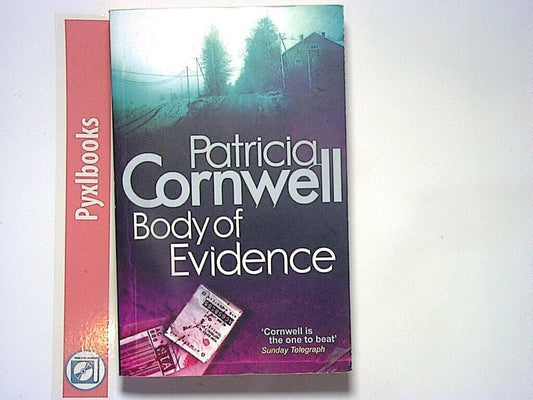 Pyxlbooks
Patricia
Cornwell
Body of
Evidence
'Cornwell is
the one to beat'
Sunday Telegraph